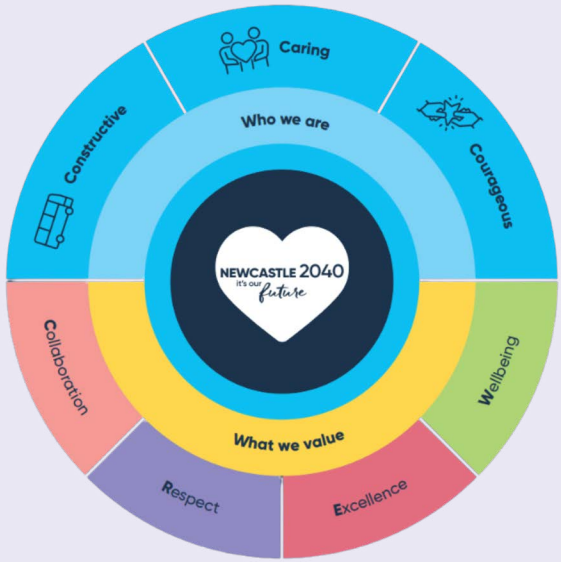 Constructive
Caring
Courageous
Who we are
NEWCASTLE 2040
it's our future
What we value
Collaboration
Respect
Excellence
Wellbeing